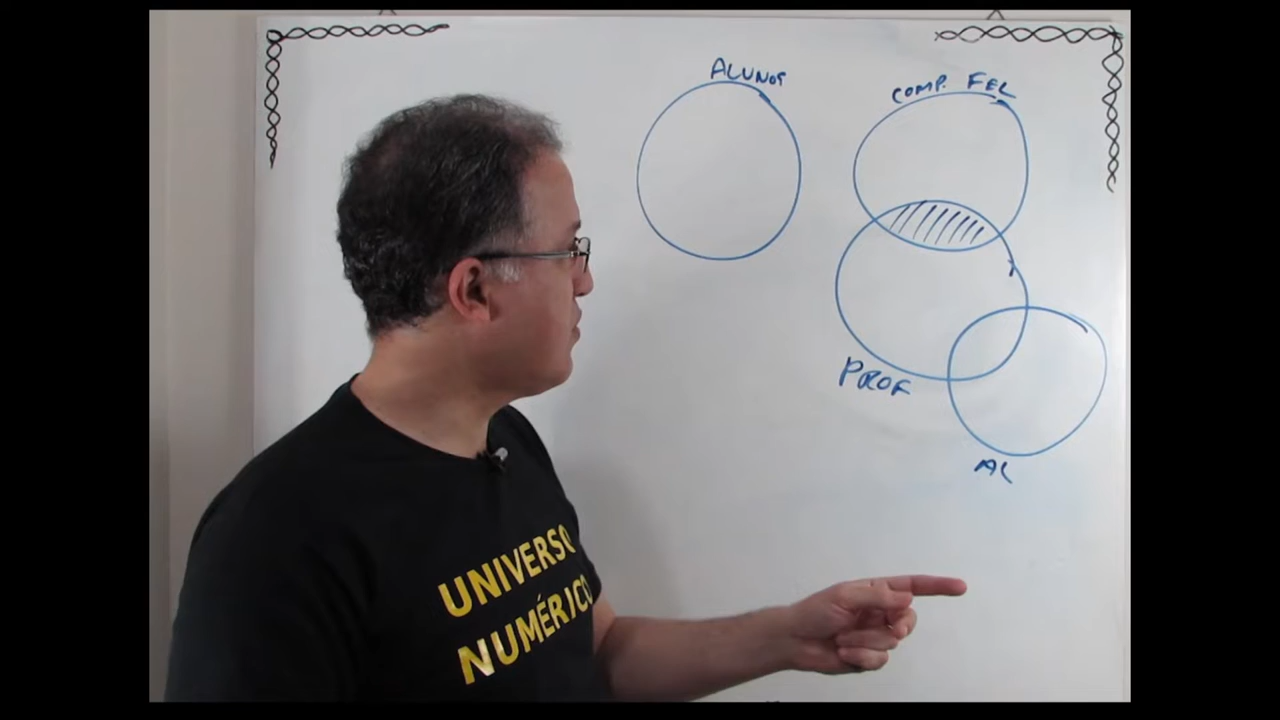 ALUNOS
COMP. FEL
PROF
AL
UNIVERSO
NUMÉRICO